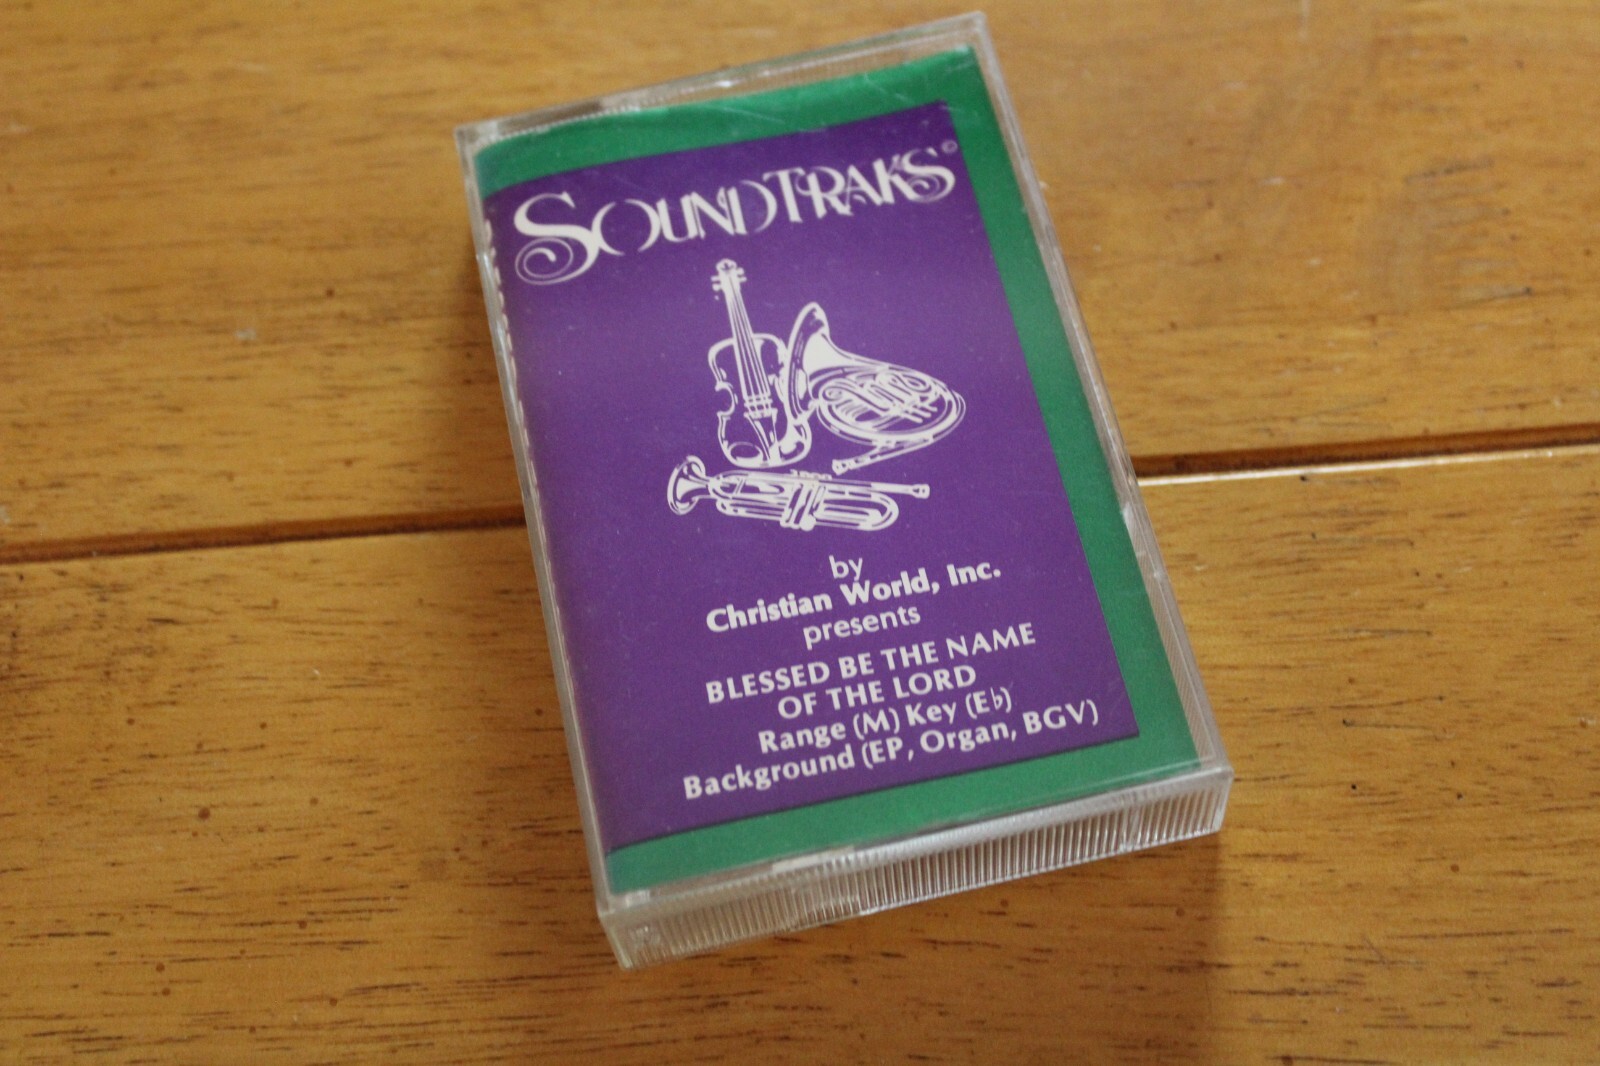 SOUNDTRAKS©
by
Christian World, Inc.
presents
BLESSED BE THE NAME
OF THE LORD
Range (M) Key (E♭)
Background (EP, Organ, BGV)